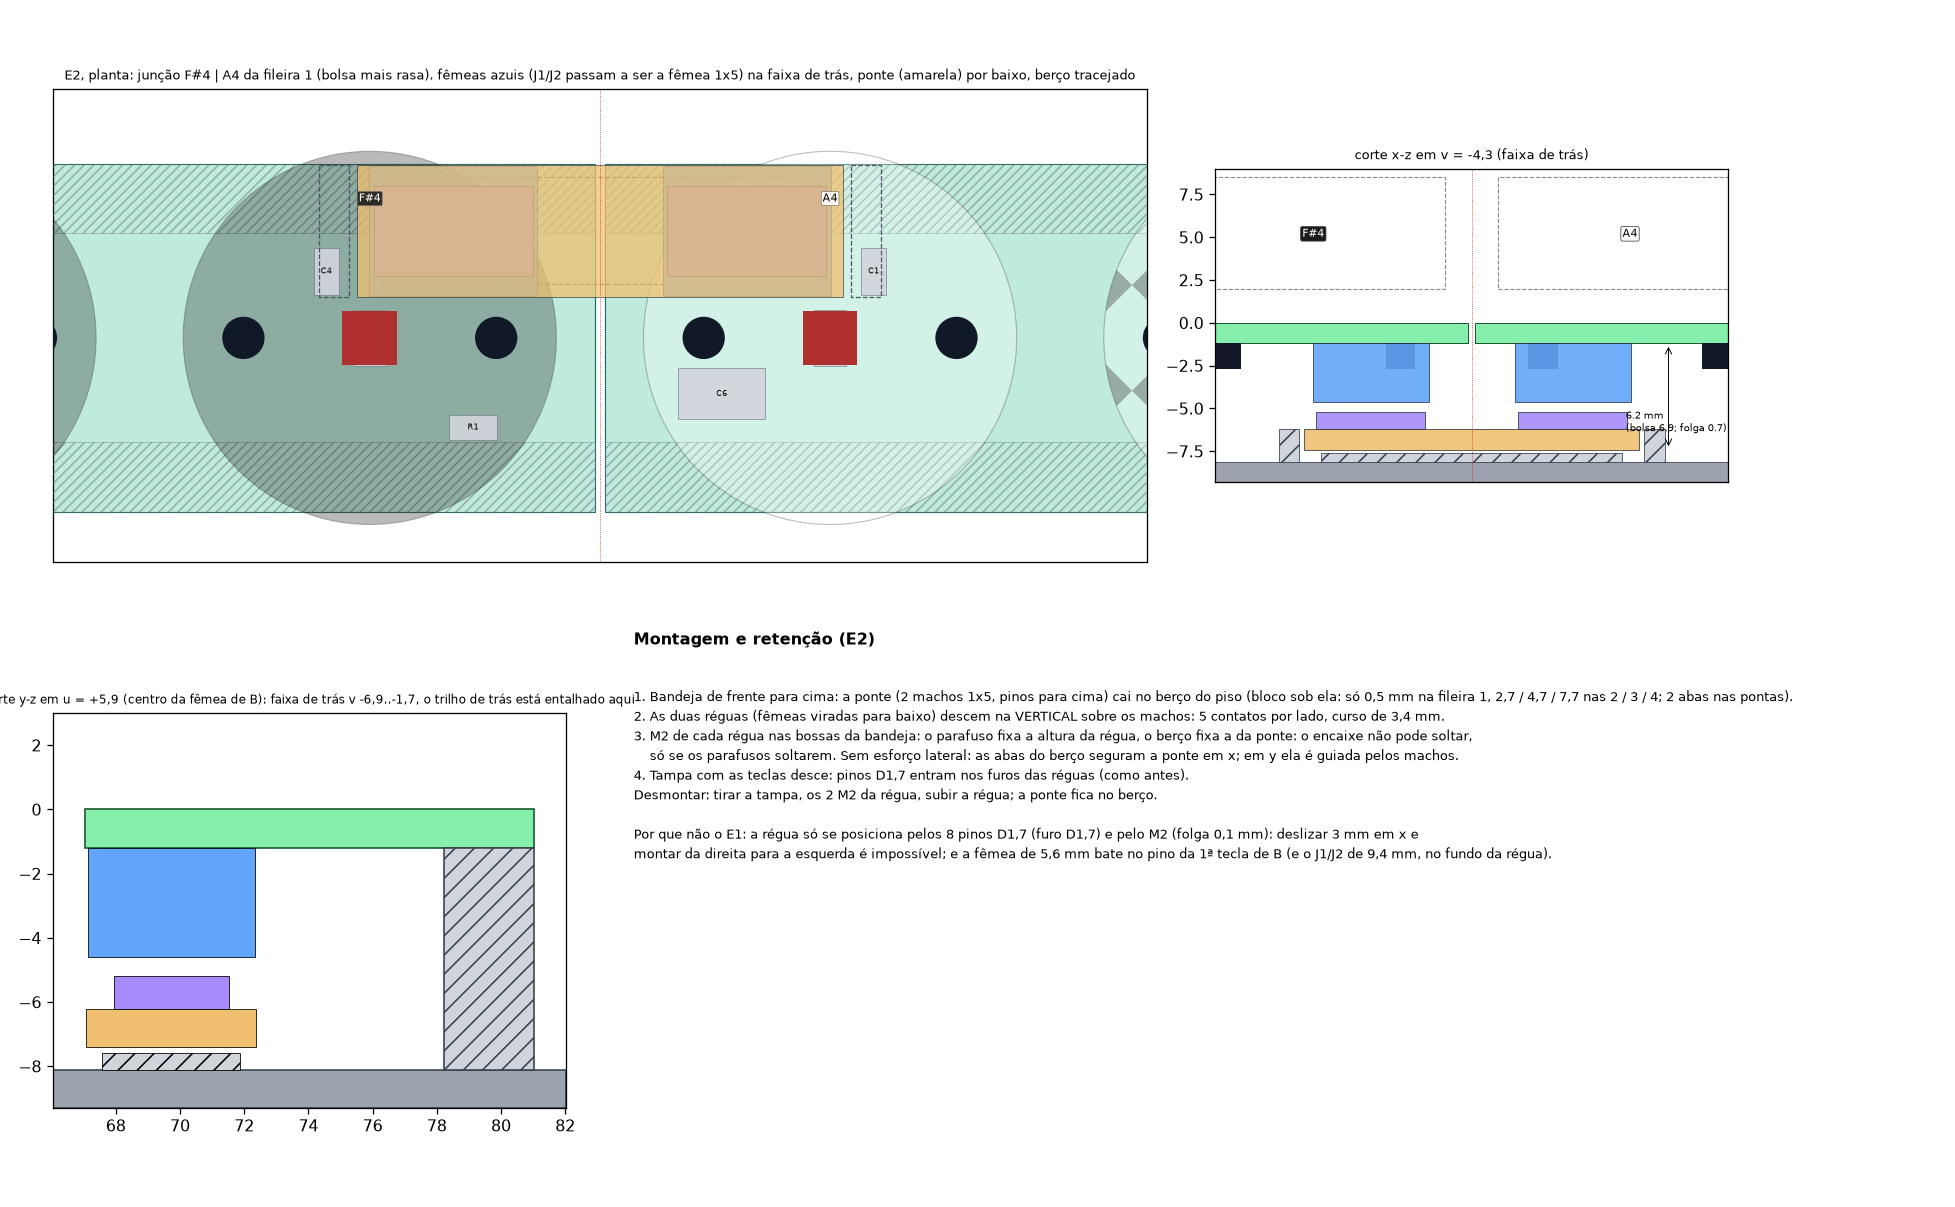 E2, planta: junção F#4 | A4 da fileira 1 (bolsa mais rasa). fêmeas azuis (J1/J2 passam a ser a fêmea 1x5) na faixa de trás, ponte (amarela) por baixo, berço tracejado
F#4
A4
C4
C1
C6
R1
corte x-z em v = -4,3 (faixa de trás)
7.5
5.0
2.5
0.0
−2.5
−5.0
−7.5
F#4
A4
6.2 mm
(bolsa 6.9; folga 0.7)
Montagem e retenção (E2)
rte y-z em u = +5,9 (centro da fêmea de B): faixa de trás v -6,9..-1,7, o trilho de trás está entalhado aqui
2
0
−2
−4
−6
−8
68 70 72 74 76 78 80 82
1. Bandeja de frente para cima: a ponte (2 machos 1x5, pinos para cima) cai no berço do piso (bloco sob ela: só 0,5 mm na fileira 1, 2,7 / 4,7 / 7,7 nas 2 / 3 / 4; 2 abas nas pontas).
2. As duas réguas (fêmeas viradas para baixo) descem na VERTICAL sobre os machos: 5 contatos por lado, curso de 3,4 mm.
3. M2 de cada régua nas bossas da bandeja: o parafuso fixa a altura da régua, o berço fixa a da ponte: o encaixe não pode soltar,
só se os parafusos soltarem. Sem esforço lateral: as abas do berço seguram a ponte em x; em y ela é guiada pelos machos.
4. Tampa com as teclas desce: pinos D1,7 entram nos furos das réguas (como antes).
Desmontar: tirar a tampa, os 2 M2 da régua, subir a régua; a ponte fica no berço.
Por que não o E1: a régua só se posiciona pelos 8 pinos D1,7 (furo D1,7) e pelo M2 (folga 0,1 mm): deslizar 3 mm em x e
montar da direita para a esquerda é impossível; e a fêmea de 5,6 mm bate no pino da 1ª tecla de B (e o J1/J2 de 9,4 mm, no fundo da régua).